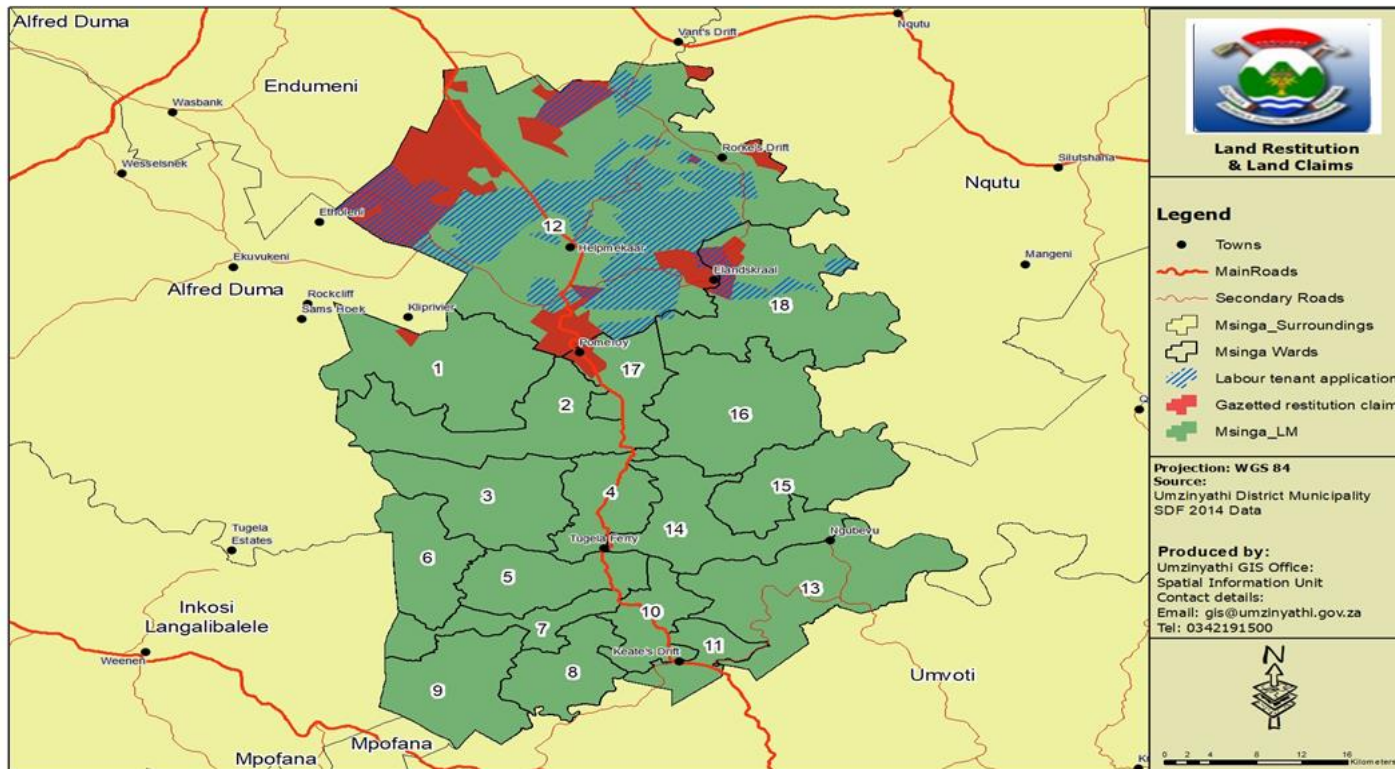 Alfred Duma
Nqutu
Vant's Drift
Endumeni
Wasbank
Rorke's Drift
Wesselsnek
Silutshana
Nqutu
Etholeni
12
Helpmekaar
Ekuvukeni
Elandskraal
Mangeni
Alfred Duma
Rockcliff
Sams Hoek
Kliprivier
18
Pomeroy
1
17
2
16
3
4
15
14
Tugela Ferry
Ngubevu
Tugela
Estates
6
5
13
Inkosi
Langalibalele
10
7
11
Keate's Drift
Weenen
8
9
Umvoti
Mpofana
Mpofana
Land Restitution
& Land Claims
Legend
Towns
MainRoads
Secondary Roads
Msinga_Surroundings
Msinga Wards
Labour tenant application
Gazetted restitution claim
Msinga_LM
Projection: WGS 84
Source:
Umzinyathi District Municipality
SDF 2014 Data
Produced by:
Umzinyathi GIS Office:
Spatial Information Unit
Contact details:
Email: gis@umzinyathi.gov.za
Tel: 0342191500
N
0 2 4 8 12 16
Kilometers